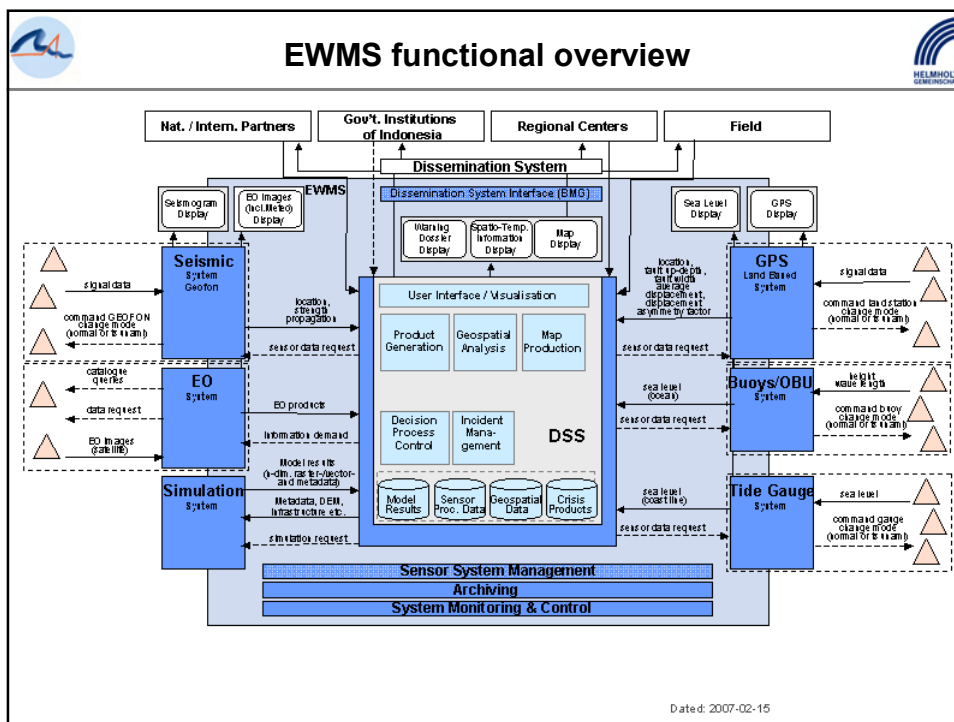 EWMS functional overview
HELMHOLTZ
GEMEINSCHAFT
Nat. / Intern. Partners
Gov't. Institutions
of Indonesia
Regional Centers
Field
Dissemination System
EWMS
Dissemination System Interface (BMG)
Seismogram
Display
EO Images
(Incl.Meteo)
Display
Warning
Dossier
Display
Spatio-Temp.
Information
Display
Map
Display
Sea Level
Display
GPS
Display
Seismic
System
Geofon
signal data
command GEOFON
change mode
(normal or tsunami)
location,
strength
propagation
sensor data request
EO
System
catalogue
queries
data request
EO Images
(satellite)
EO products
Information demand
Simulation
System
Model results
(n-dim. raster-/vector-
and metadata)
Metadata, DEM,
Infrastructure etc.
simulation request
User Interface / Visualisation
Product
Generation
Geospatial
Analysis
Map
Production
Decision
Process
Control
Incident
Mana-
gement
DSS
Model
Results
Sensor
Proc. Data
Geospatial
Data
Crisis
Products
location,
fault up-depth,
fault width
average
displacement,
displacement
asymmetry factor
sensor data request
GPS
Land Based
System
signal data
command land station
change mode
(normal or tsunami)
sea level
(ocean)
sensor data request
Buoys/OBU
System
height
wave length
command buoy
change mode
(normal or tsunami)
sea level
(coast line)
sensor data request
Tide Gauge
System
sea level
command gauge
change mode
(normal or tsunami)
Sensor System Management
Archiving
System Monitoring & Control
Dated: 2007-02-15